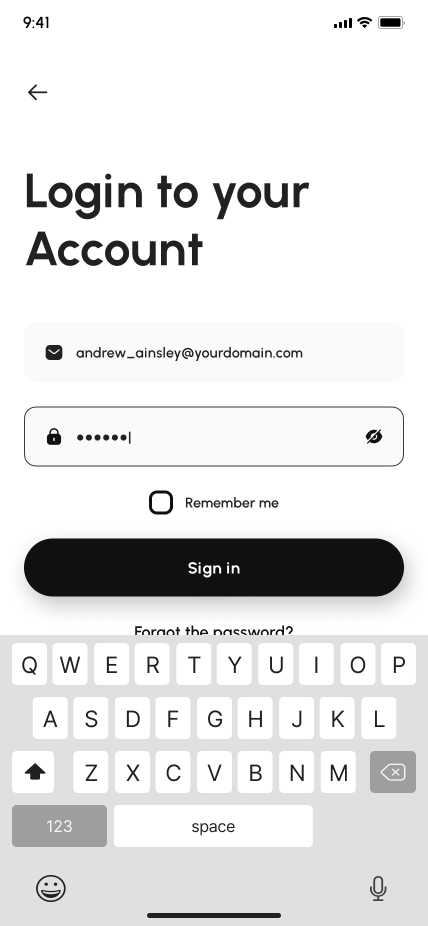 9:41
Login to your
Account
andrew_ainsley@yourdomain.com
••••••
Remember me
Sign in
Forgot the password?
Q W E R T Y U I O P
A S D F G H J K L
Z X C V B N M
123 space